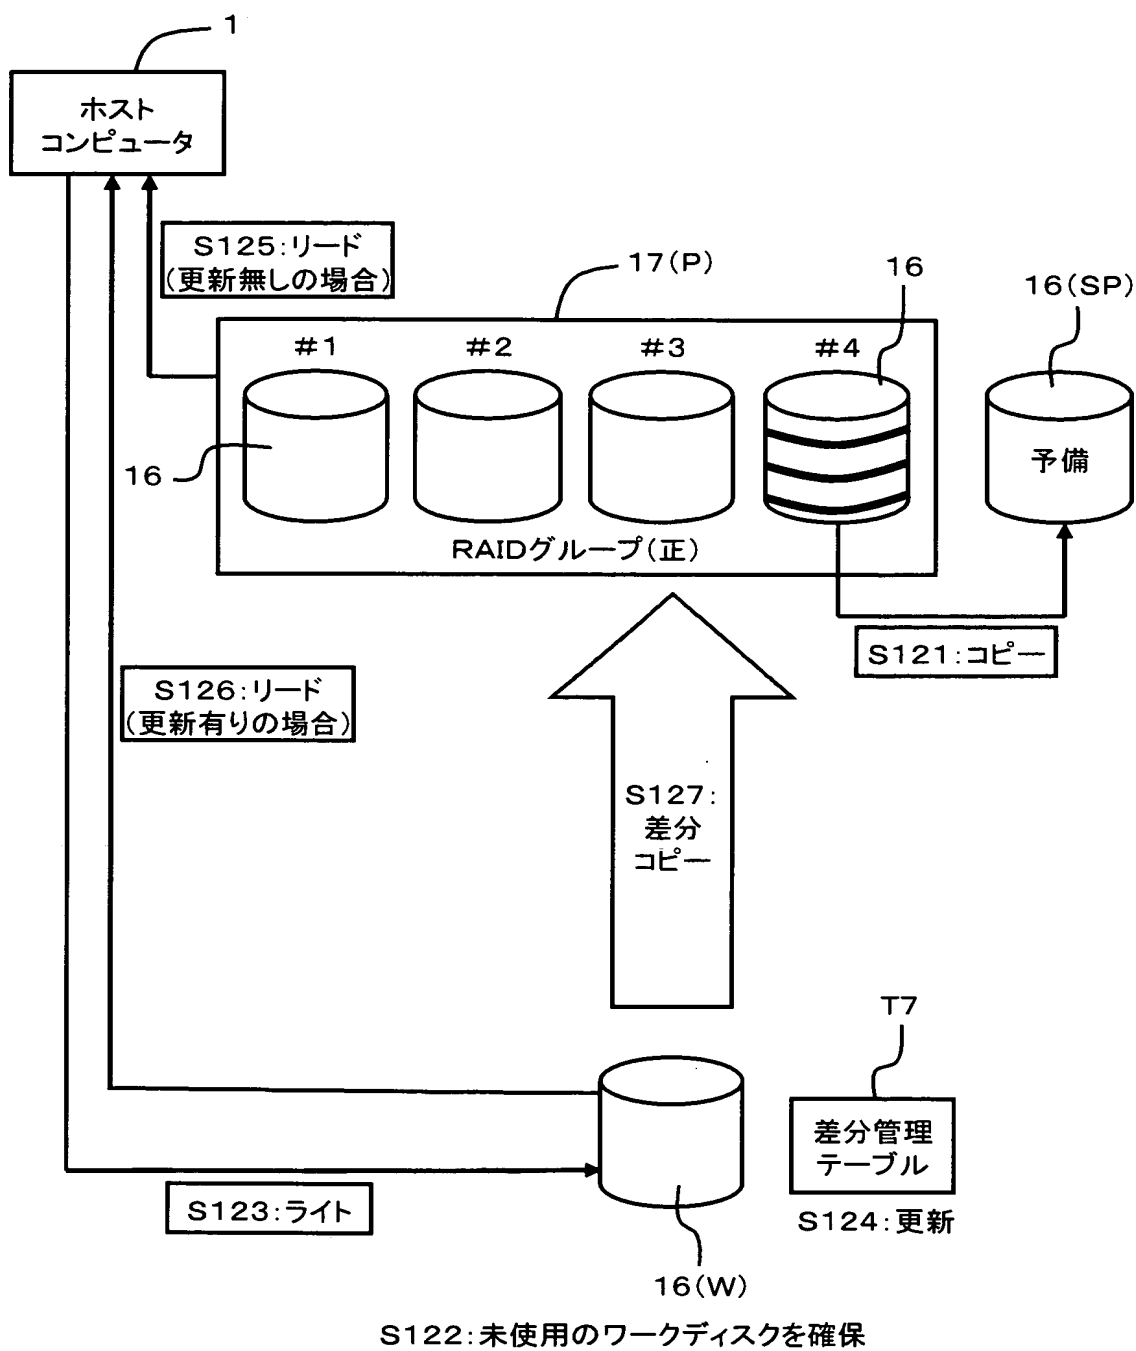 1
ホスト
コンピュータ
S125:リード
(更新無しの場合)
17(P)
16
16(SP)
#1
#2
#3
#4
16
予備
RAIDグループ(正)
S121:コピー
S126:リード
(更新有りの場合)
S127:
差分
コピー
T7
差分管理
テーブル
S123:ライト
S124:更新
16(W)
S122:未使用のワークディスクを確保